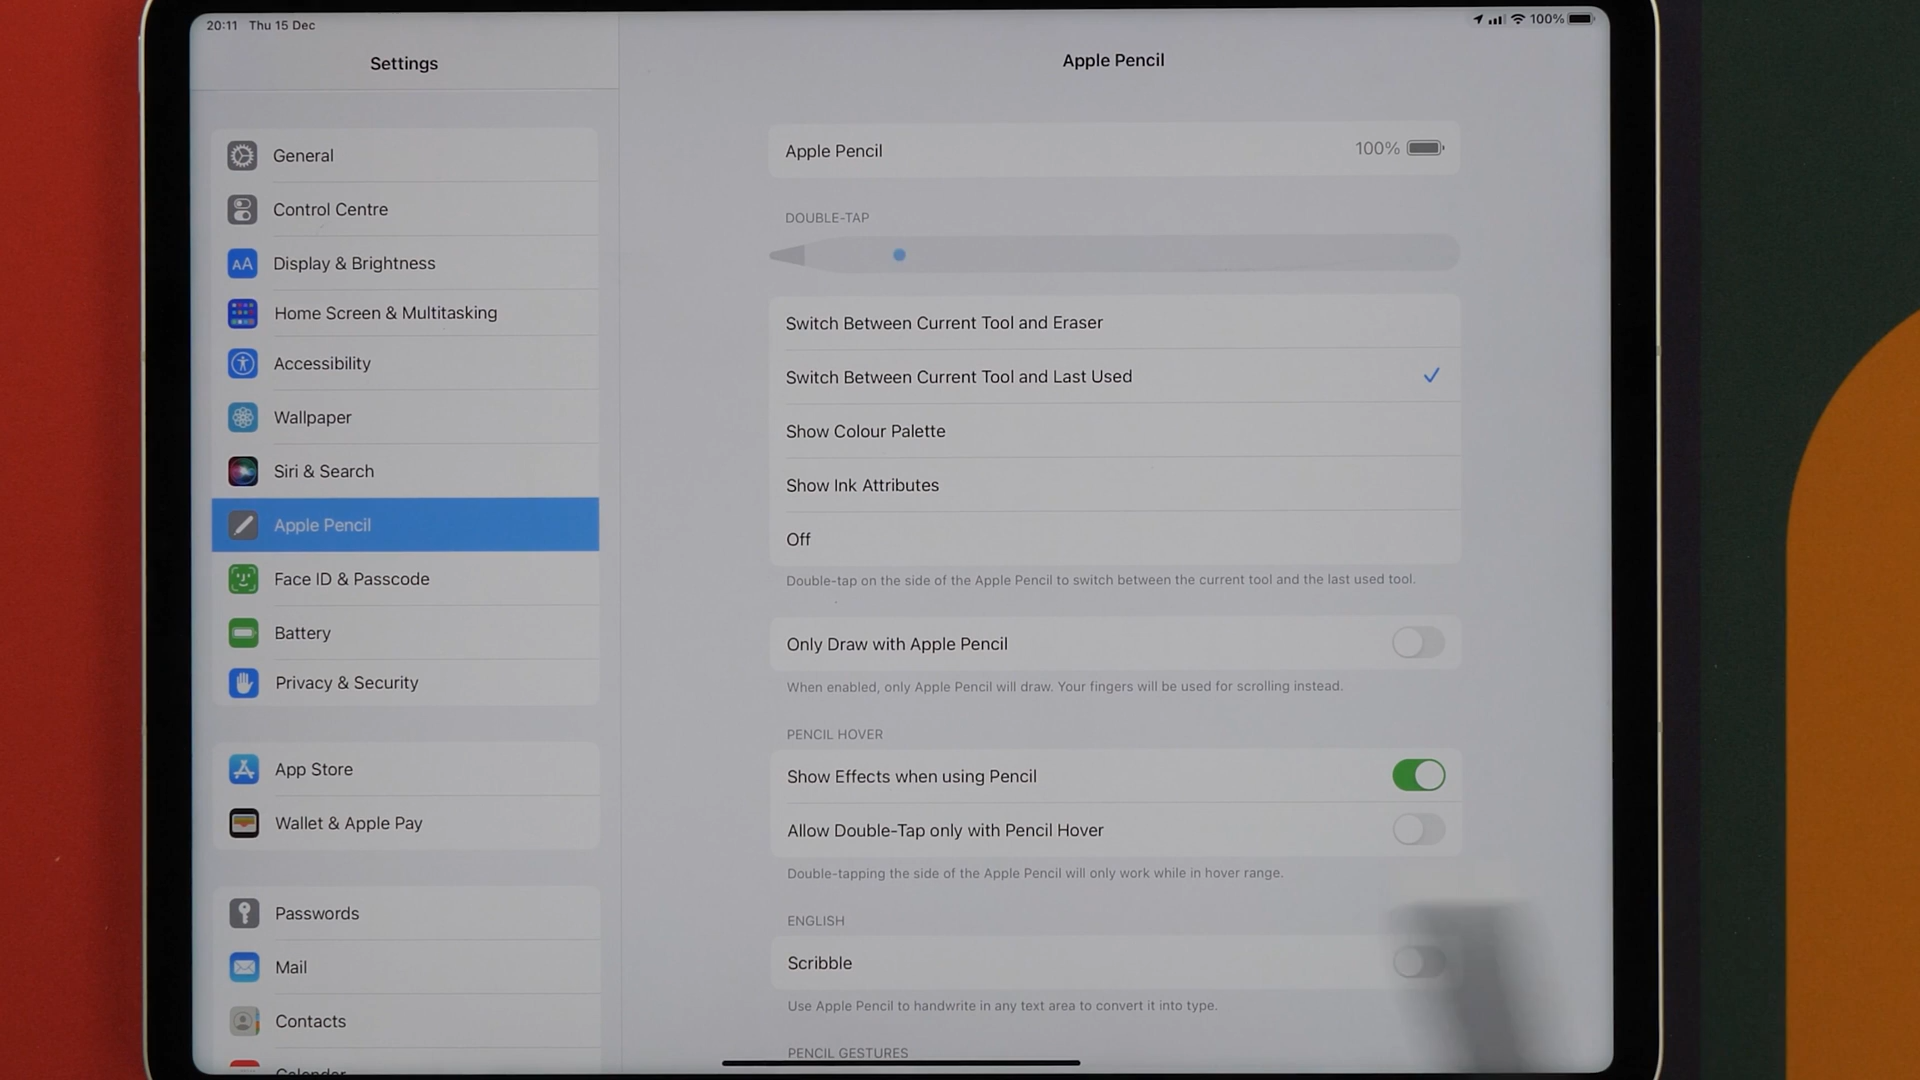 20:11 Thu 15 Dec
100%
Settings
General
Control Centre
Display & Brightness
Home Screen & Multitasking
Accessibility
Wallpaper
Siri & Search
Apple Pencil
Face ID & Passcode
Battery
Privacy & Security
App Store
Wallet & Apple Pay
Passwords
Mail
Contacts
Calendar
Apple Pencil
Apple Pencil 100%
DOUBLE-TAP
Switch Between Current Tool and Eraser
Switch Between Current Tool and Last Used
Show Colour Palette
Show Ink Attributes
Off
Double-tap on the side of the Apple Pencil to switch between the current tool and the last used tool.
Only Draw with Apple Pencil
When enabled, only Apple Pencil will draw. Your fingers will be used for scrolling instead.
PENCIL HOVER
Show Effects when using Pencil
Allow Double-Tap only with Pencil Hover
Double-tapping the side of the Apple Pencil will only work while in hover range.
ENGLISH
Scribble
Use Apple Pencil to handwrite in any text area to convert it into type.
PENCIL GESTURES